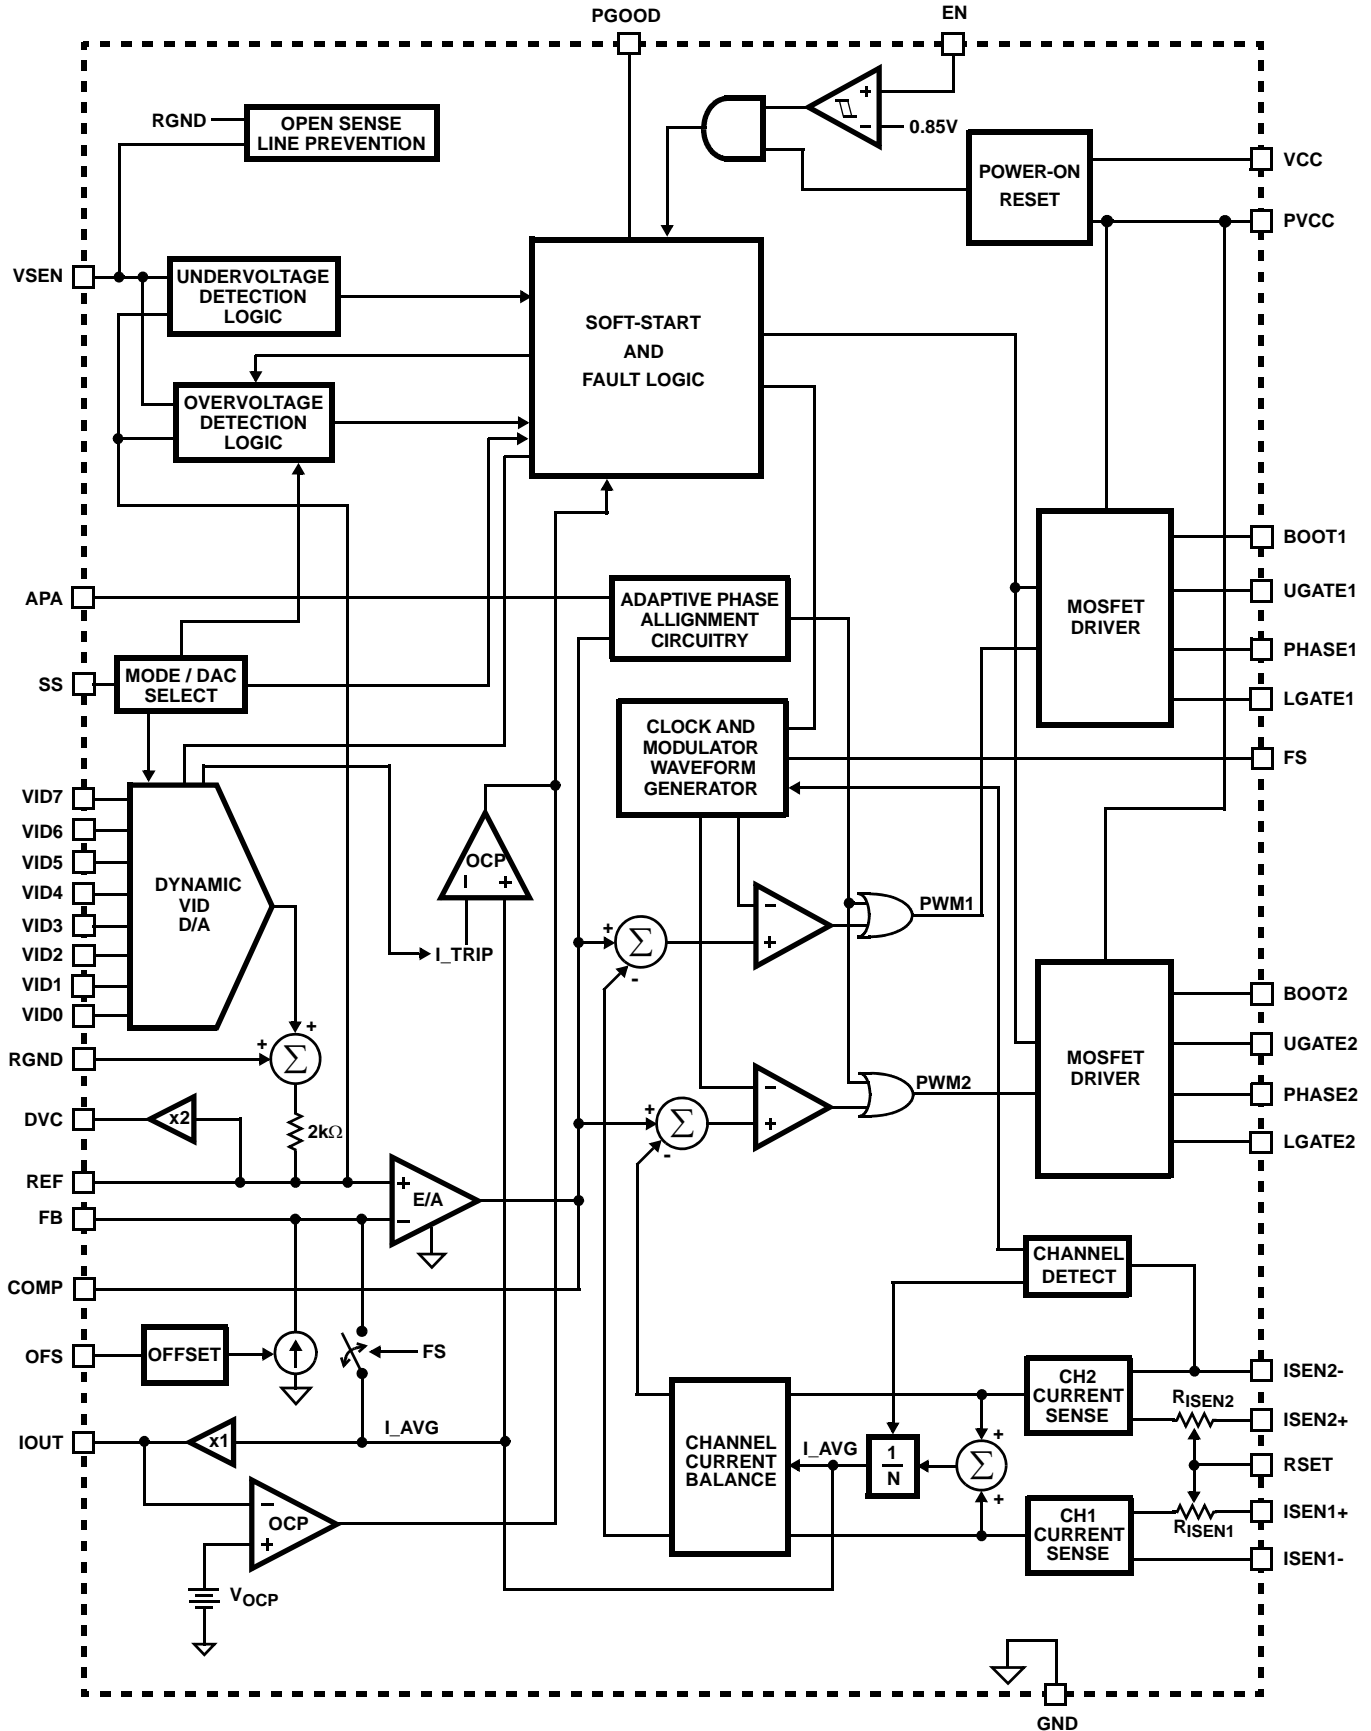 PGOOD
EN
RGND
OPEN SENSE
LINE PREVENTION
+
−
0.85V
POWER-ON
RESET
VCC
PVCC
VSEN
UNDERVOLTAGE
DETECTION
LOGIC
SOFT-START
AND
FAULT LOGIC
OVERVOLTAGE
DETECTION
LOGIC
BOOT1
UGATE1
PHASE1
LGATE1
MOSFET
DRIVER
APA
ADAPTIVE PHASE
ALLIGNMENT
CIRCUITRY
SS
MODE / DAC
SELECT
CLOCK AND
MODULATOR
WAVEFORM
GENERATOR
FS
VID7
VID6
VID5
VID4
VID3
VID2
VID1
VID0
DYNAMIC
VID
D/A
OCP
−
+
I_TRIP
+
Σ
-
−
+
PWM1
RGND
+
+
Σ
DVC
x2
2kΩ
+
Σ
-
−
+
PWM2
MOSFET
DRIVER
BOOT2
UGATE2
PHASE2
LGATE2
REF
FB
+
−
E/A
COMP
CHANNEL
DETECT
OFS
OFFSET
FS
IOUT
x1
I_AVG
−
+
OCP
VOCP
CHANNEL
CURRENT
BALANCE
I_AVG
1
N
+
Σ
+
CH2
CURRENT
SENSE
RISEN2
ISEN2-
ISEN2+
RSET
CH1
CURRENT
SENSE
RISEN1
ISEN1+
ISEN1-
GND